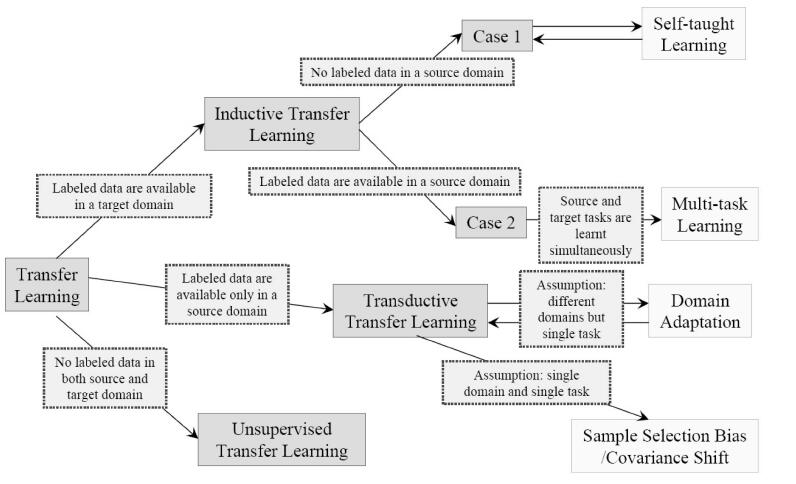 Case 1
Self-taught
Learning
No labeled data in a source domain
Inductive Transfer
Learning
Labeled data are available in a source domain
Labeled data are available
in a target domain
Case 2
Source and
target tasks are
learnt
simultaneously
Multi-task
Learning
Transfer
Learning
Labeled data are
available only in a
source domain
Transductive
Transfer Learning
Assumption:
different
domains but
single task
Domain
Adaptation
No labeled data in
both source and
target domain
Assumption: single
domain and single task
Unsupervised
Transfer Learning
Sample Selection Bias
/Covariance Shift